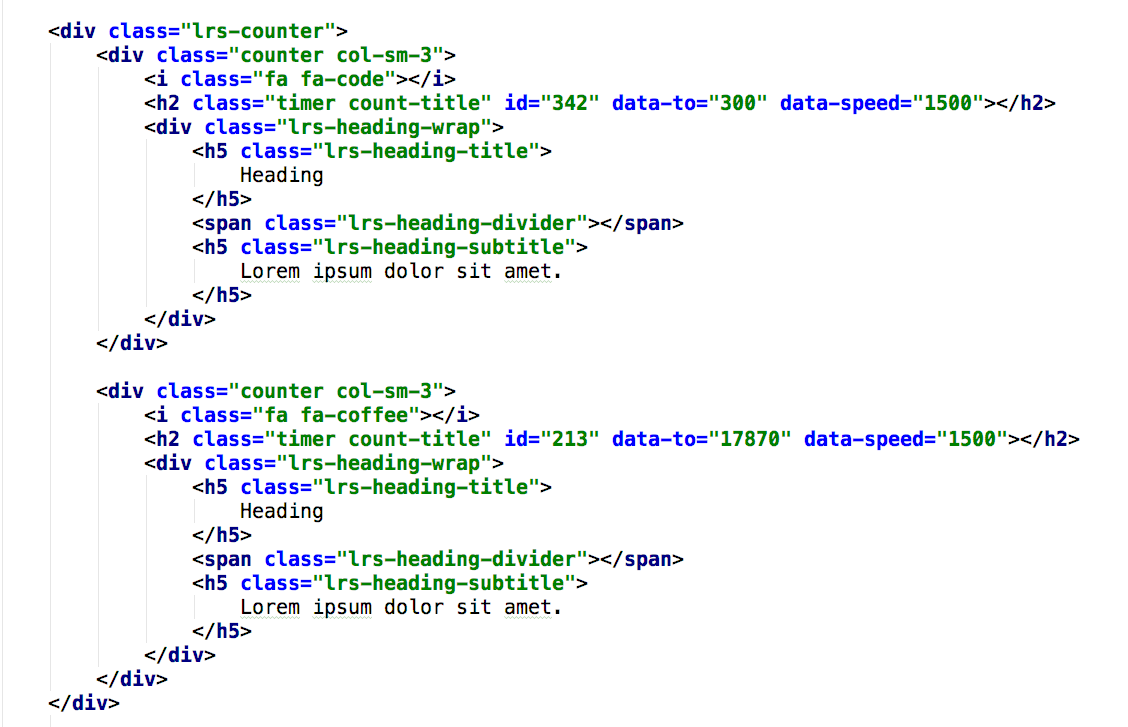 <div class="lrs-counter">
    <div class="counter col-sm-3">
        <i class="fa fa-code"></i>
        <h2 class="timer count-title" id="342" data-to="300" data-speed="1500"></h2>
        <div class="lrs-heading-wrap">
            <h5 class="lrs-heading-title">
                Heading
            </h5>
            <span class="lrs-heading-divider"></span>
            <h5 class="lrs-heading-subtitle">
                Lorem ipsum dolor sit amet.
            </h5>
        </div>
    </div>

    <div class="counter col-sm-3">
        <i class="fa fa-coffee"></i>
        <h2 class="timer count-title" id="213" data-to="17870" data-speed="1500"></h2>
        <div class="lrs-heading-wrap">
            <h5 class="lrs-heading-title">
                Heading
            </h5>
            <span class="lrs-heading-divider"></span>
            <h5 class="lrs-heading-subtitle">
                Lorem ipsum dolor sit amet.
            </h5>
        </div>
    </div>
</div>